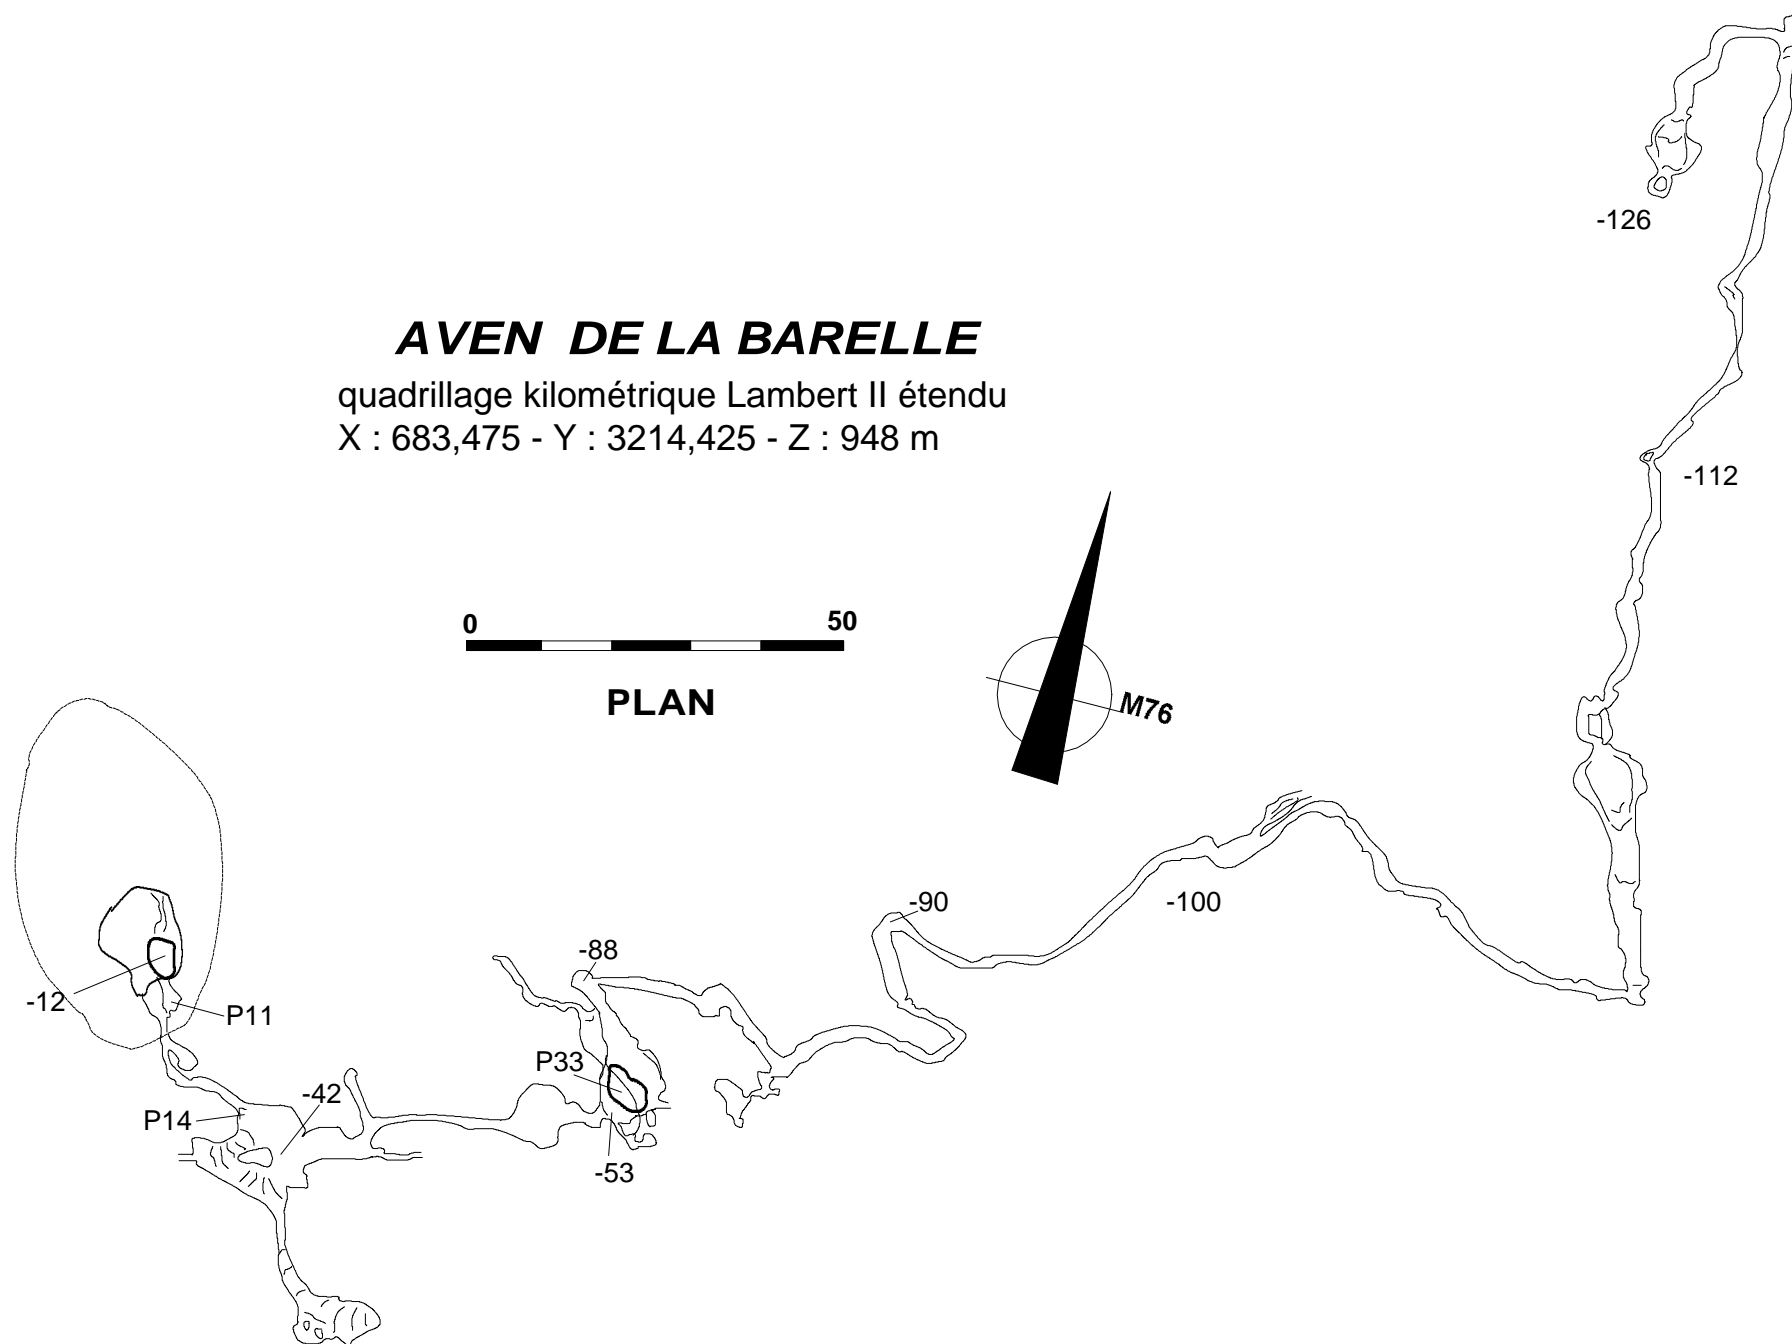 -126
AVEN DE LA BARELLE
quadrillage kilométrique Lambert II étendu
X : 683,475 - Y : 3214,425 - Z : 948 m
-112
0
50
PLAN
M76
-90
-100
-88
-12
P11
P33
-42
P14
-53